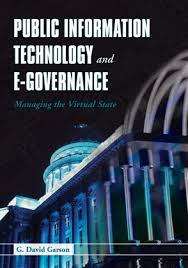 PUBLIC INFORMATION
TECHNOLOGY and
E-GOVERNANCE
Managing the Virtual State
G. David Garson